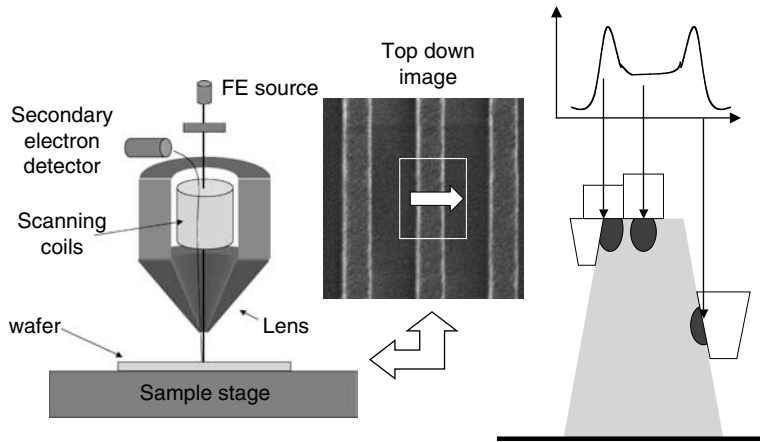 FE source
Secondary
electron
detector
Scanning
coils
wafer
Lens
Sample stage
Top down
image